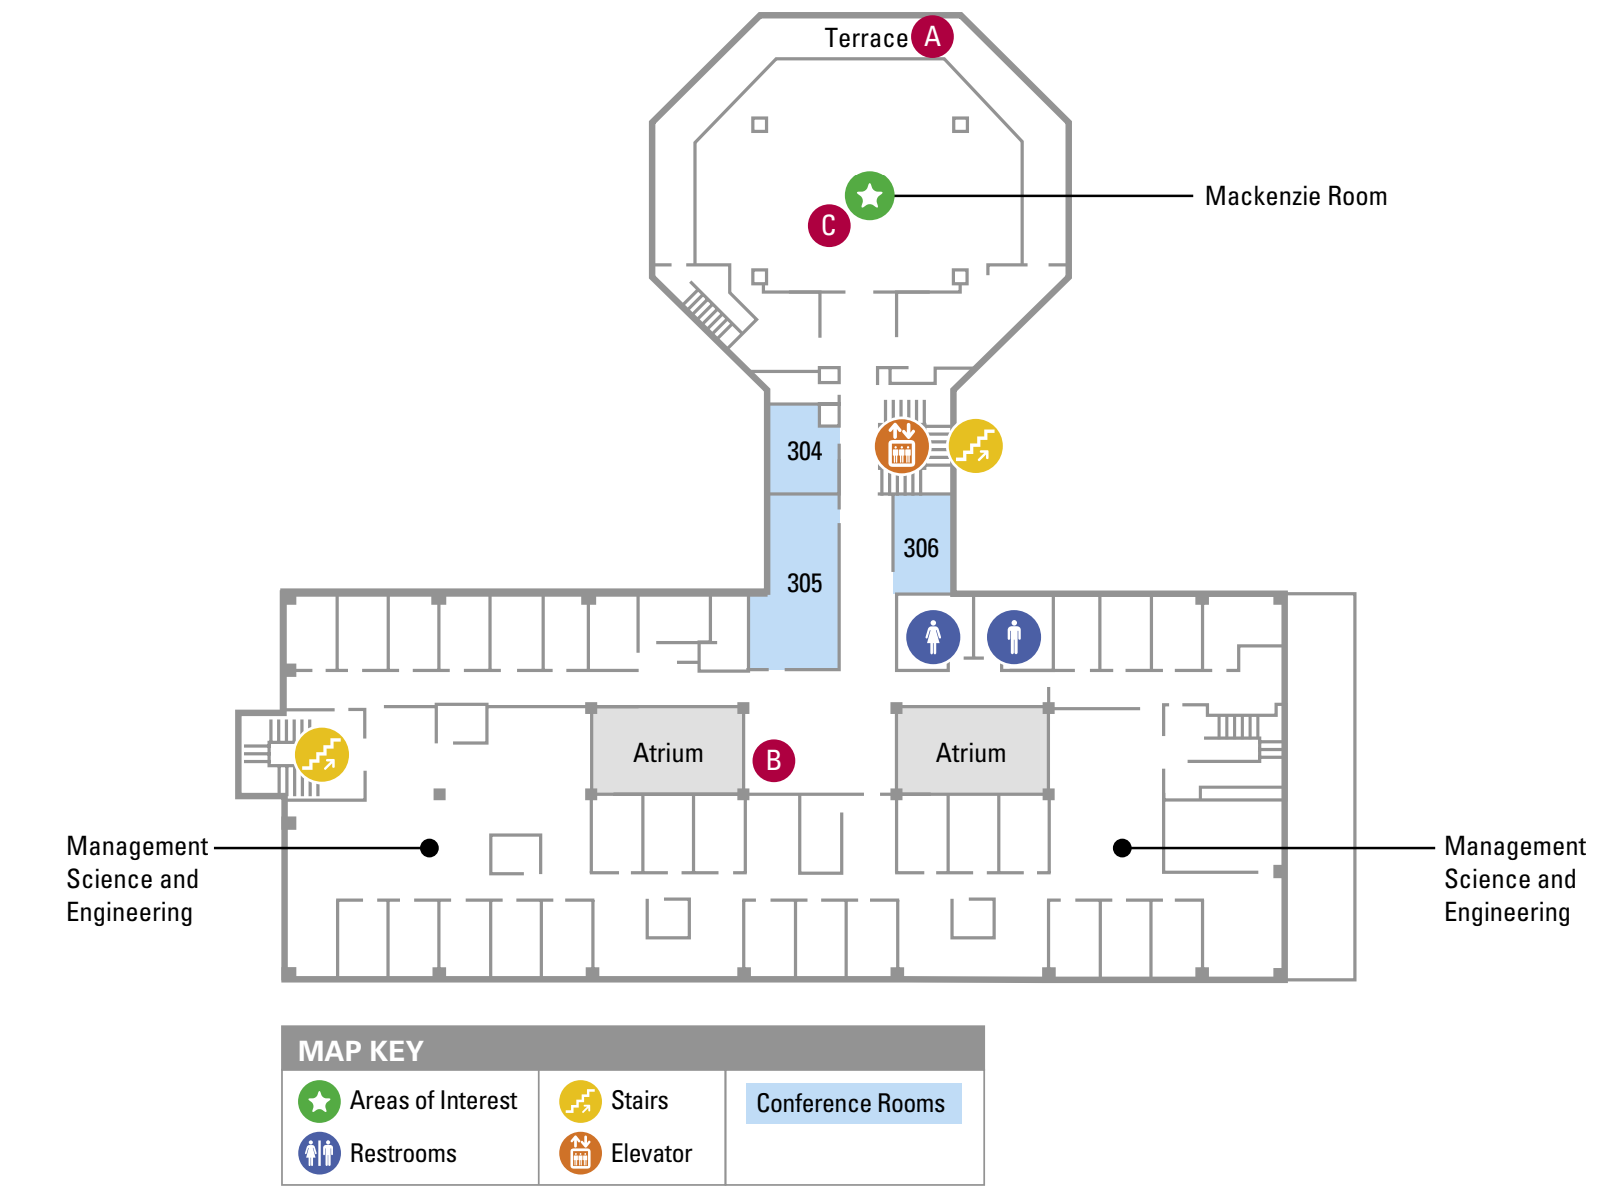 Terrace A
Mackenzie Room
C
304
306
305
Atrium
B
Atrium
Management
Science and
Engineering
Management
Science and
Engineering
MAP KEY
Areas of Interest
Stairs
Conference Rooms
Restrooms
Elevator